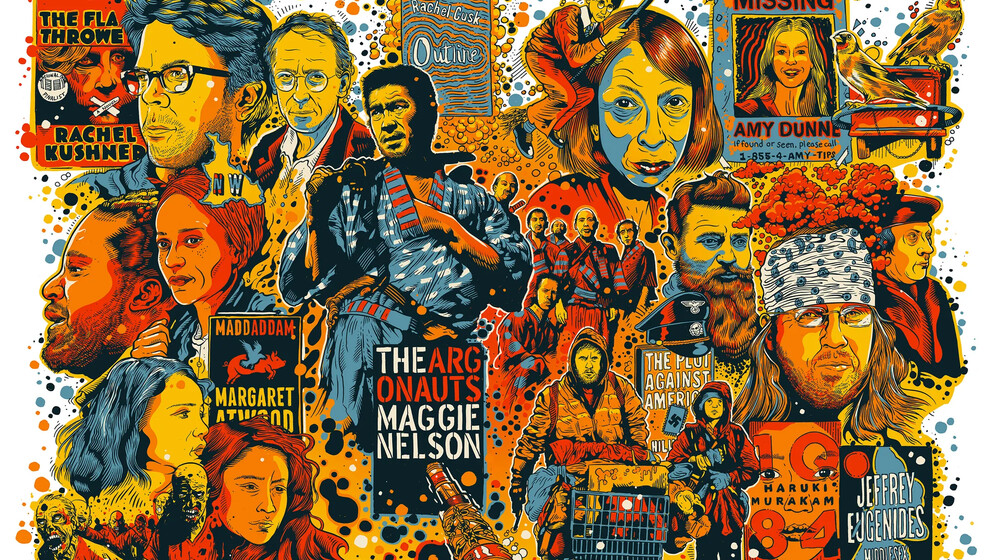 THE FLA
THROWE
RACHEL
KUSHNER
Rachel Cusk
Outline
MISSING
AMY DUNNE
if found or seen, please call
1-855-4-AMY-TIPS
NW
MADDADDAM
MARGARET
ATWOOD
THE ARG
ONAUTS
MAGGIE
NELSON
THE PLOT
AGAINST
AMERIC
1Q
HARUKI
MURAKAM
84
JEFFREY
EUGENIDES
MIDDLESEX